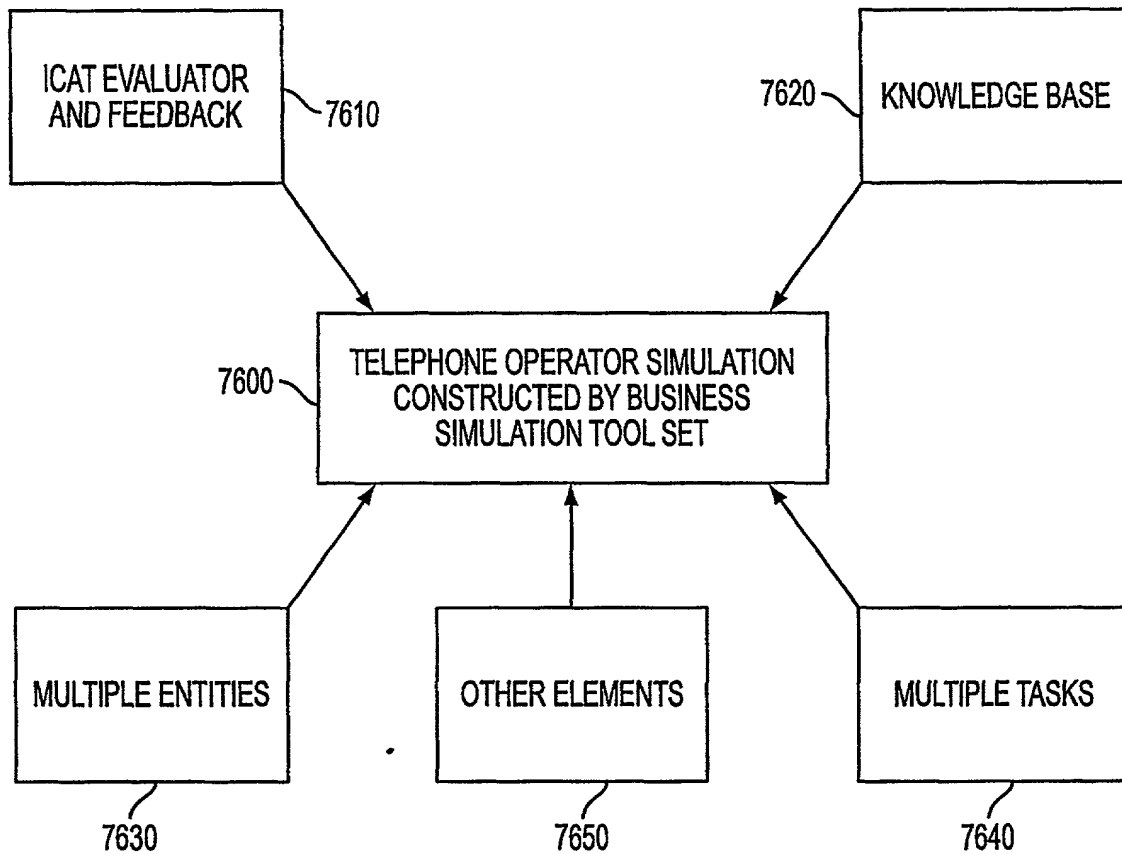 ICAT EVALUATOR
AND FEEDBACK
7610
7620
KNOWLEDGE BASE
7600
TELEPHONE OPERATOR SIMULATION
CONSTRUCTED BY BUSINESS
SIMULATION TOOL SET
MULTIPLE ENTITIES
OTHER ELEMENTS
MULTIPLE TASKS
7630
7650
7640